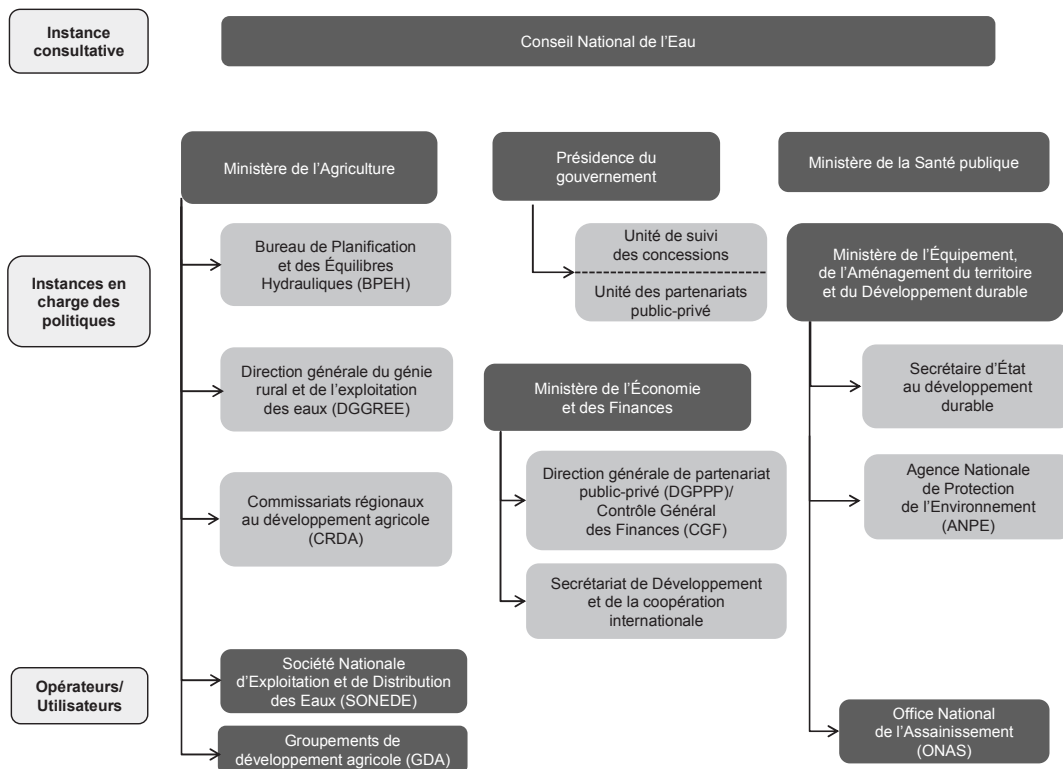 Instance
consultative
Conseil National de l’Eau
Instances en
charge des
politiques
Ministère de l’Agriculture
Bureau de Planification
et des Équilibres
Hydrauliques (BPEH)
Direction générale du génie
rural et de l’exploitation
des eaux (DGGREE)
Commissariats régionaux
au développement agricole
(CRDA)
Présidence du
gouvernement
Unité de suivi
des concessions
Unité des partenariats
public-privé
Ministère de l’Économie
et des Finances
Direction générale de partenariat
public-privé (DGPPP)/
Contrôle Général
des Finances (CGF)
Secrétariat de Développement
et de la coopération
internationale
Ministère de la Santé publique
Ministère de l’Équipement,
de l’Aménagement du territoire
et du Développement durable
Secrétaire d’État
au développement
durable
Agence Nationale
de Protection
de l’Environnement
(ANPE)
Opérateurs/
Utilisateurs
Société Nationale
d’Exploitation et de Distribution
des Eaux (SONEDE)
Groupements de
développement agricole (GDA)
Office National
de l’Assainissement
(ONAS)